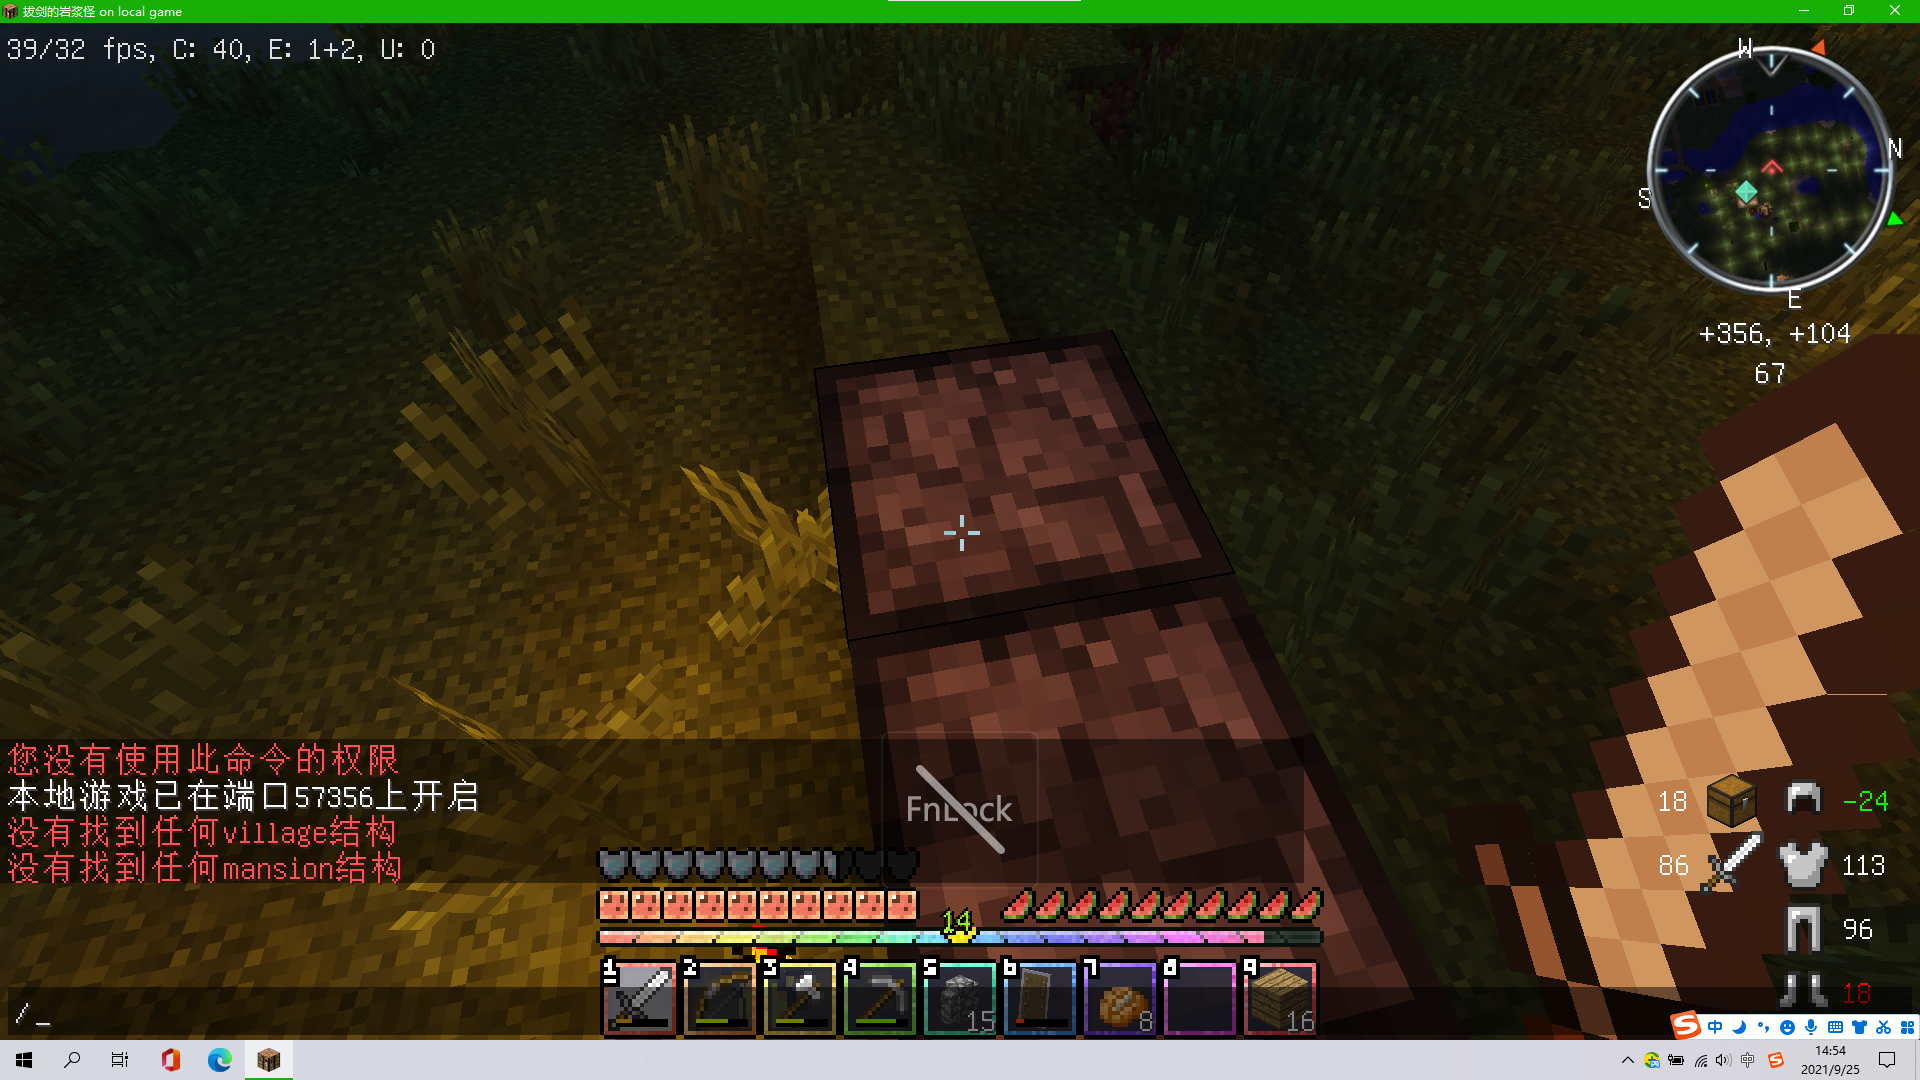 拔剑的岩浆怪 on local game
39/32 fps, C: 40, E: 1+2, U: 0
W
N
S
E
+356, +104
67
您没有使用此命令的权限
本地游戏已在端口57356上开启
没有找到任何village结构
没有找到任何mansion结构
FnLock
18
-24
86
113
96
18
14
1 2 3 4 5 6 7 8 9
15 8 16
/_
中
中
14:54
2021/9/25